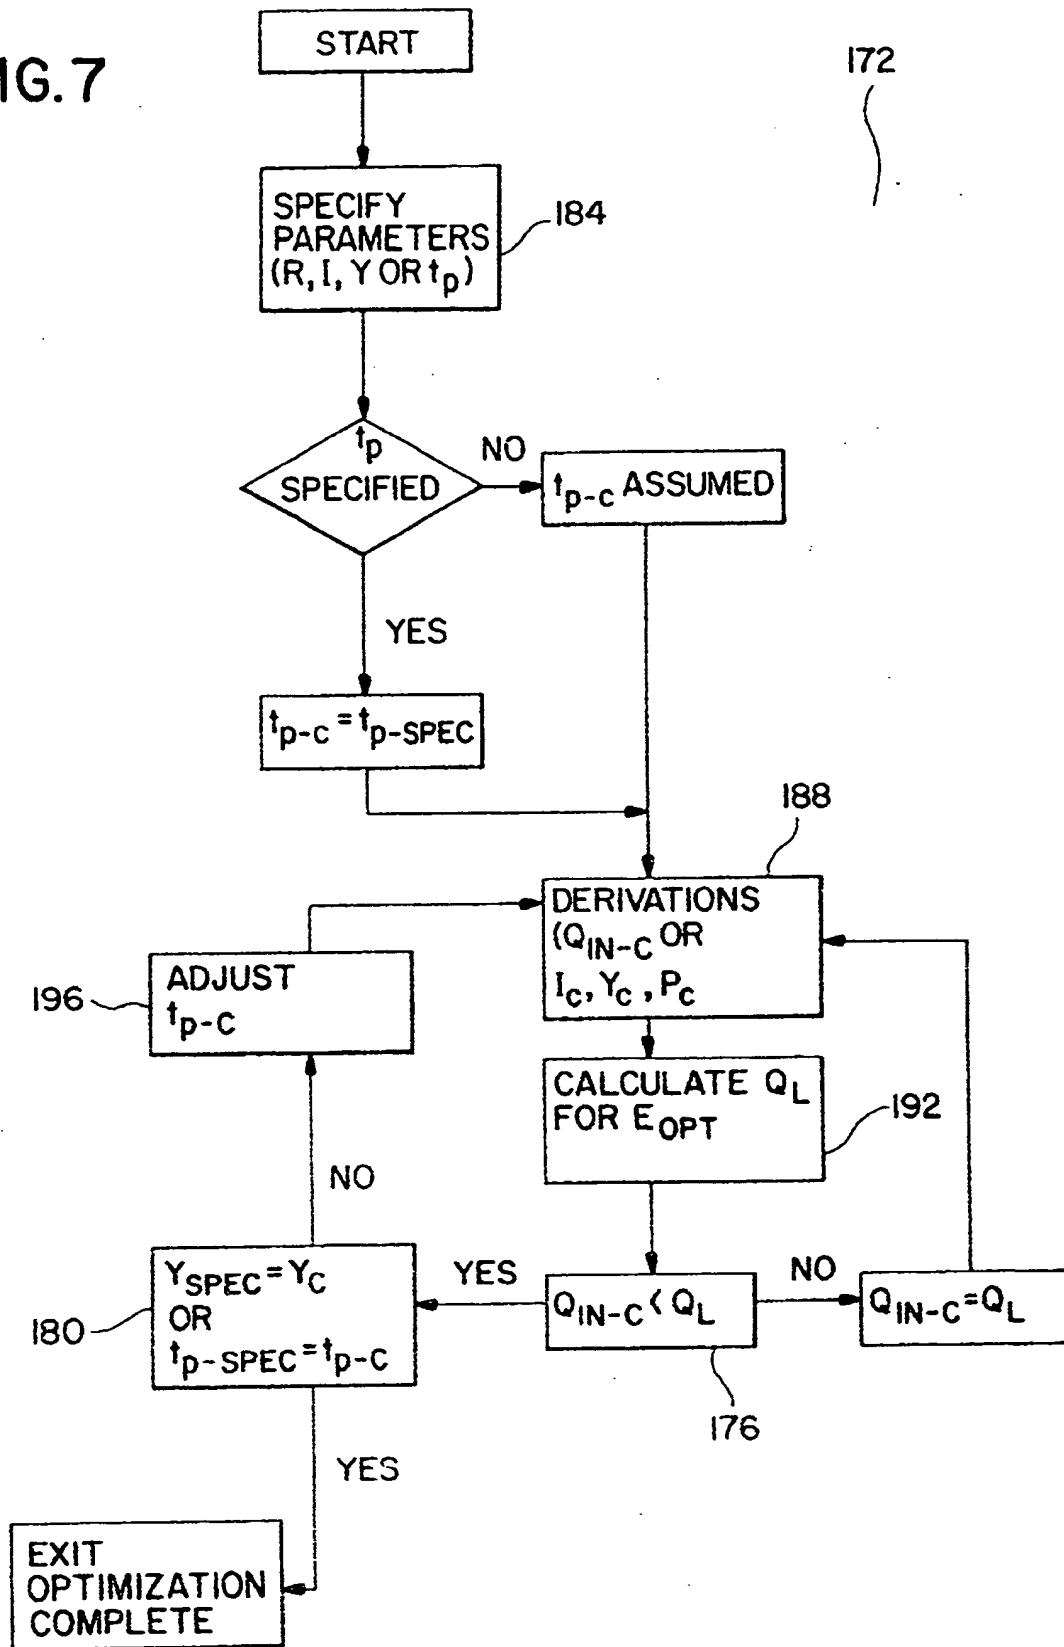 IG. 7
START
172
SPECIFY
PARAMETERS
(R, I, Y OR tp)
184
tp
SPECIFIED
NO
tp-c ASSUMED
YES
tp-c = tp-SPEC
188
DERIVATIONS
(QIN-C OR
Ic, Yc, Pc
ADJUST
tp-C
196
CALCULATE QL
FOR EOPT
192
NO
YSPEC = YC
OR
tp-SPEC = tp-C
180
YES
QIN-C < QL
NO
QIN-C = QL
176
YES
EXIT
OPTIMIZATION
COMPLETE